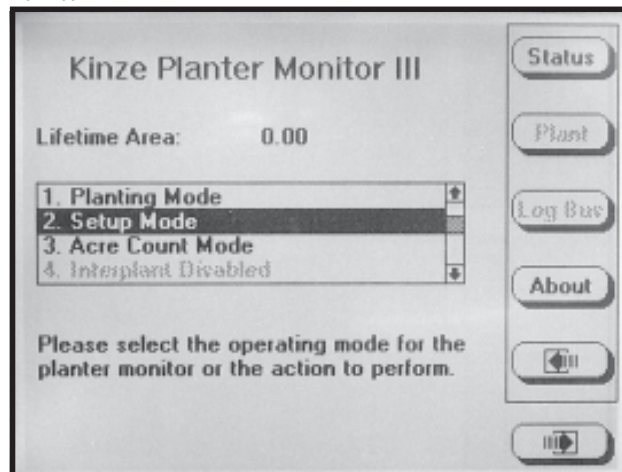 Kinze Planter Monitor III
Lifetime Area: 0.00
1. Planting Mode
2. Setup Mode
3. Acre Count Mode
4. Interplant Disabled
Please select the operating mode for the
planter monitor or the action to perform.
Status
Plant
Log Bus
About